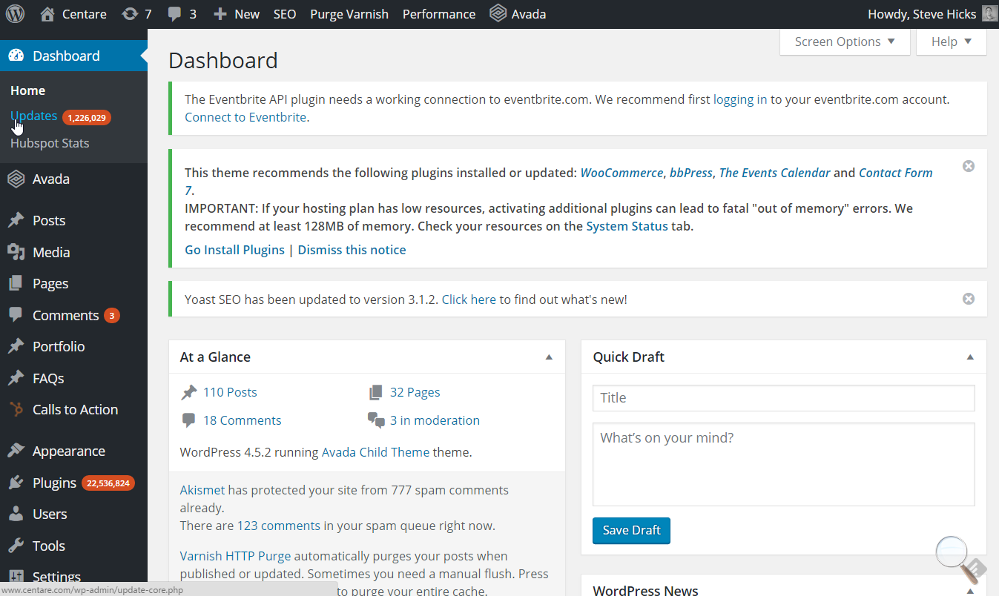 Centare 7 3 New SEO Purge Varnish Performance Avada Howdy, Steve Hicks
Dashboard
Home
Updates 1,226,029
Hubspot Stats
Avada
Posts
Media
Pages
Comments 3
Portfolio
FAQs
Calls to Action
Appearance
Plugins 22,536,824
Users
Tools
Settings
www.centare.com/wp-admin/update-core.php
Screen Options Help
Dashboard
The Eventbrite API plugin needs a working connection to eventbrite.com. We recommend first logging in to your eventbrite.com account.
Connect to Eventbrite.
This theme recommends the following plugins installed or updated: WooCommerce, bbPress, The Events Calendar and Contact Form
7.
IMPORTANT: If your hosting plan has low resources, activating additional plugins can lead to fatal "out of memory" errors. We
recommend at least 128MB of memory. Check your resources on the System Status tab.
Go Install Plugins | Dismiss this notice
Yoast SEO has been updated to version 3.1.2. Click here to find out what's new!
At a Glance
110 Posts 32 Pages
18 Comments 3 in moderation
WordPress 4.5.2 running Avada Child Theme theme.
Akismet has protected your site from 777 spam comments
already.
There are 123 comments in your spam queue right now.
Varnish HTTP Purge automatically purges your posts when
published or updated. Sometimes you need a manual flush. Press
to purge your entire cache.
Quick Draft
Title
What's on your mind?
Save Draft
WordPress News